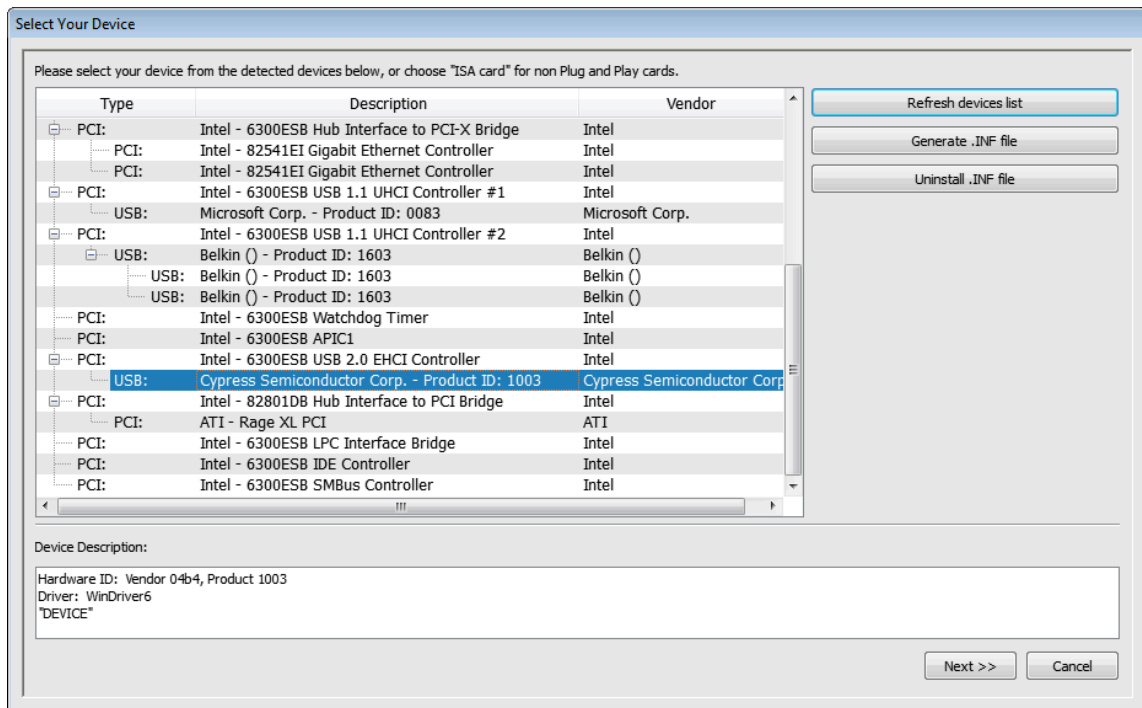 Select Your Device
Please select your device from the detected devices below, or choose "ISA card" for non Plug and Play cards.
Type Description Vendor
PCI: Intel - 6300ESB Hub Interface to PCI-X Bridge Intel
PCI: Intel - 82541EI Gigabit Ethernet Controller Intel
PCI: Intel - 82541EI Gigabit Ethernet Controller Intel
PCI: Intel - 6300ESB USB 1.1 UHCI Controller #1 Intel
USB: Microsoft Corp. - Product ID: 0083 Microsoft Corp.
PCI: Intel - 6300ESB USB 1.1 UHCI Controller #2 Intel
USB: Belkin () - Product ID: 1603 Belkin ()
USB: Belkin () - Product ID: 1603 Belkin ()
USB: Belkin () - Product ID: 1603 Belkin ()
PCI: Intel - 6300ESB Watchdog Timer Intel
PCI: Intel - 6300ESB APIC1 Intel
PCI: Intel - 6300ESB USB 2.0 EHCI Controller Intel
USB: Cypress Semiconductor Corp. - Product ID: 1003 Cypress Semiconductor Corp
PCI: Intel - 82801DB Hub Interface to PCI Bridge Intel
PCI: ATI - Rage XL PCI ATI
PCI: Intel - 6300ESB LPC Interface Bridge Intel
PCI: Intel - 6300ESB IDE Controller Intel
PCI: Intel - 6300ESB SMBus Controller Intel
Refresh devices list
Generate .INF file
Uninstall .INF file
Device Description:
Hardware ID: Vendor 04b4, Product 1003
Driver: WinDriver6
"DEVICE"
Next >> Cancel